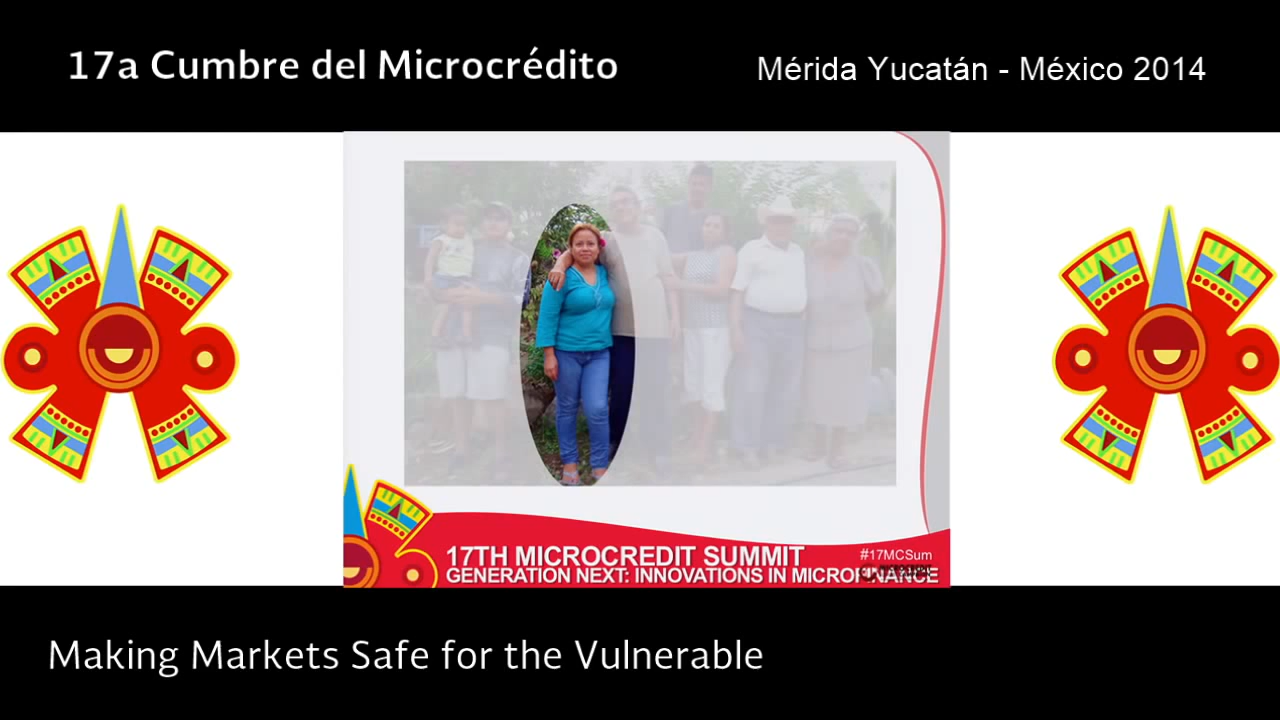 17a Cumbre del Microcrédito
Mérida Yucatán - México 2014
17TH MICROCREDIT SUMMIT
#17MCSum
GENERATION NEXT: INNOVATIONS IN MICROFINANCE
Making Markets Safe for the Vulnerable